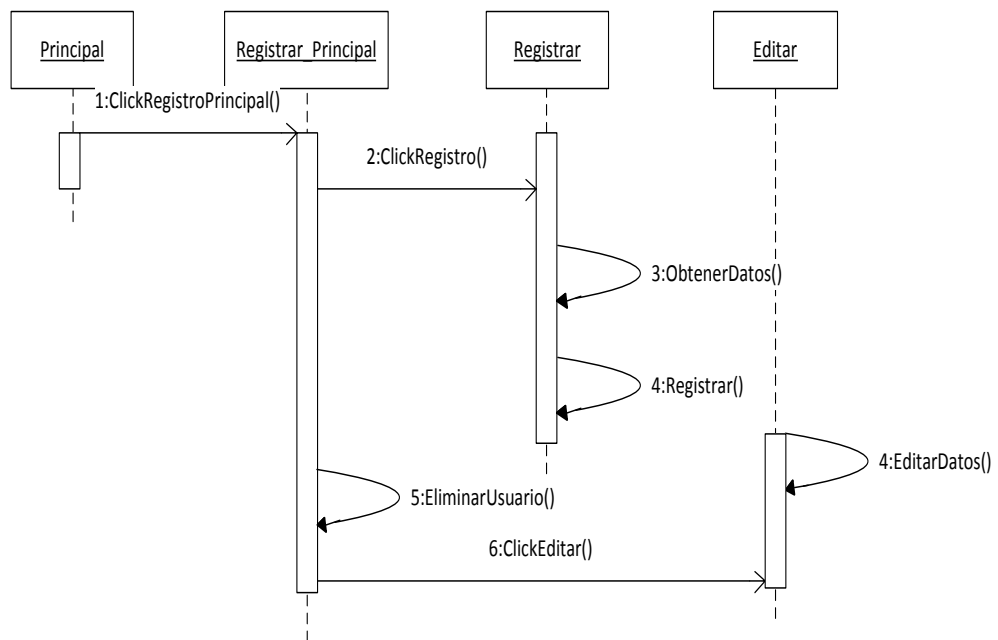 Principal
Registrar_Principal
Registrar
Editar
1:ClickRegistroPrincipal()
2:ClickRegistro()
3:ObtenerDatos()
4:Registrar()
4:EditarDatos()
5:EliminarUsuario()
6:ClickEditar()